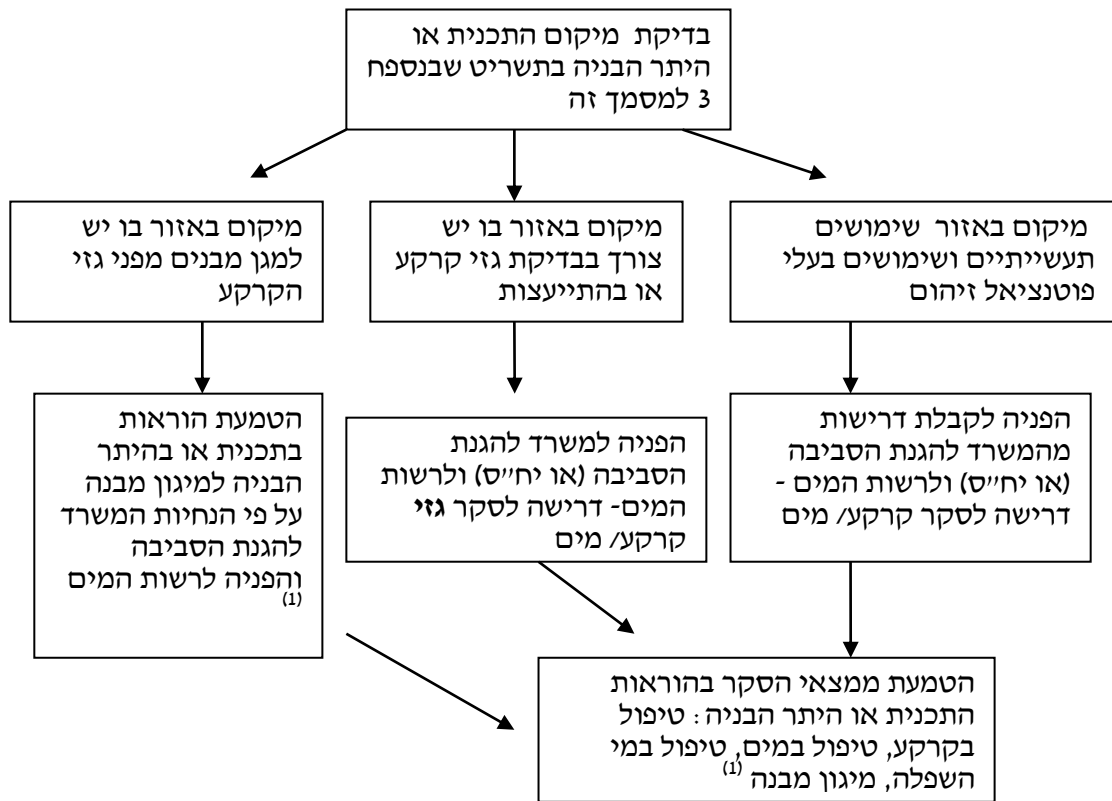 בדיקת מיקום התכנית או
היתר הבניה בתשריט שבנספח
3 למסמך זה
מיקום באזור שימושים
תעשייתיים ושימושים בעלי
פוטנציאל זיהום
מיקום באזור בו יש
צורך בבדיקת גזי קרקע
או בהתייעצות
מיקום באזור בו יש
למגן מבנים מפני גזי
הקרקע
הפניה לקבלת דרישות
מהמשרד להגנת הסביבה
(או יח״ס) ולרשות המים -
דרישה לסקר קרקע/ מים
הפניה למשרד להגנת
הסביבה (או יח״ס) ולרשות
המים- דרישה לסקר גזי
קרקע/ מים
הטמעת הוראות
בתכנית או בהיתר
הבניה למיגון מבנה
על פי הנחיות המשרד
להגנת הסביבה
והפניה לרשות המים
(1)
הטמעת ממצאי הסקר בהוראות
התכנית או היתר הבניה: טיפול
בקרקע, טיפול במים, טיפול במי
השפלה, מיגון מבנה (1)